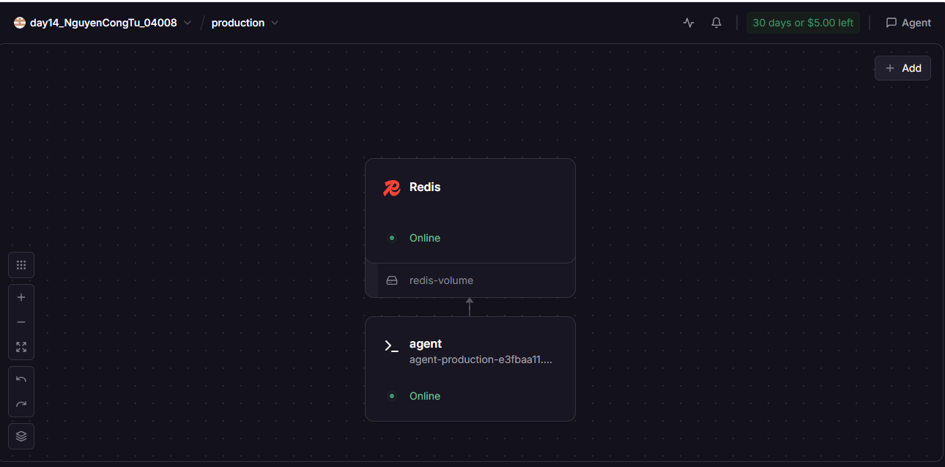 day14_NguyenCongTu_04008 / production
30 days or $5.00 left
Agent
+ Add
Redis
Online
redis-volume
agent
agent-production-e3fbaa11....
Online